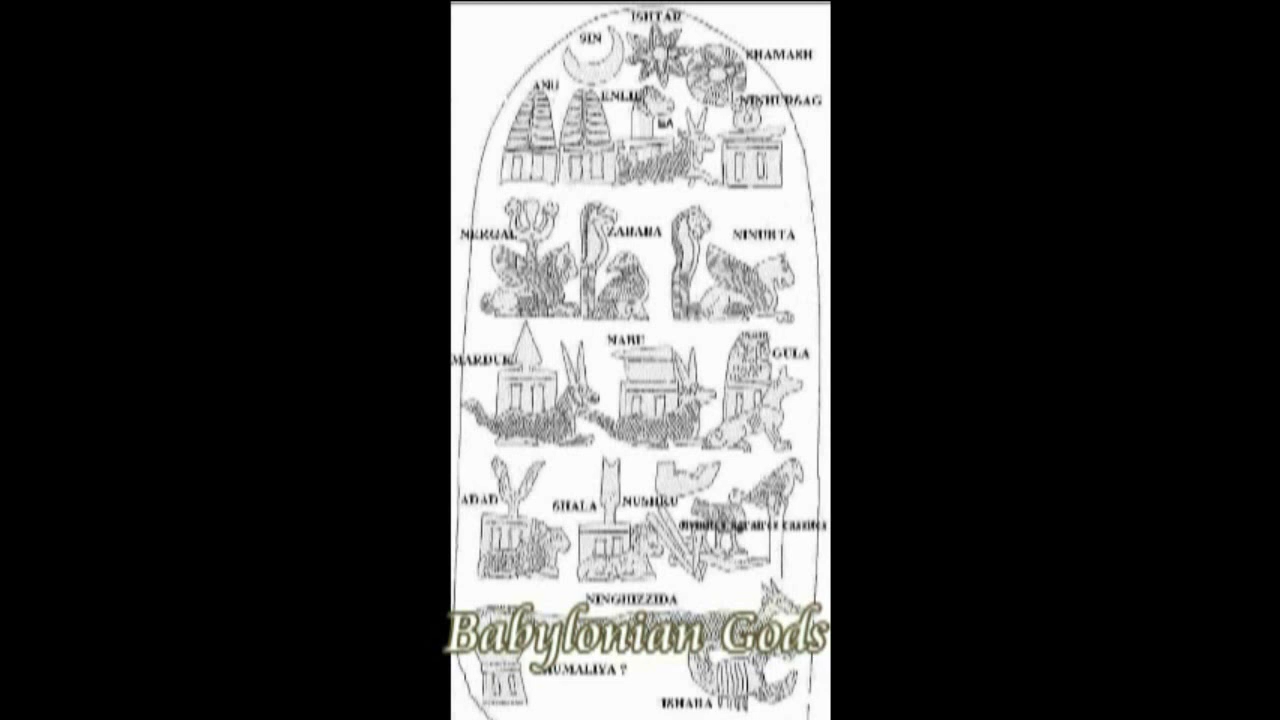 ISHTAR
SIN
SHAMASH
ANU
ENLIL
NINHURSAG
EA
NERGAL
ZABABA
NINURTA
MARDUK
NABU
GULA
ADAD
SHALA
NUSHKU
NINGHIZZIDA
Babylonian Gods
HUMALIYA ?
ISHARA